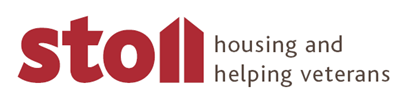 stoll
housing and
helping veterans